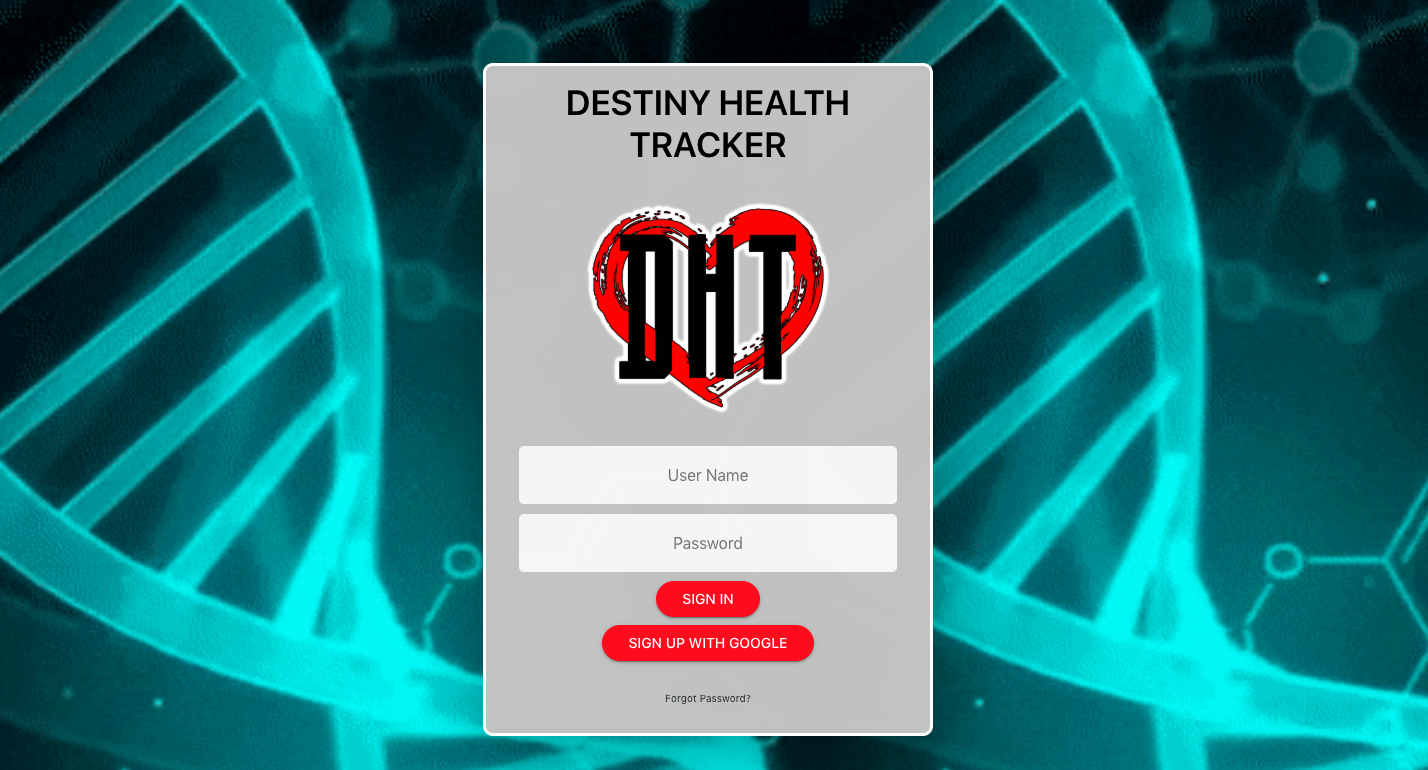 DESTINY HEALTH
TRACKER
DHT
User Name
Password
SIGN IN
SIGN UP WITH GOOGLE
Forgot Password?